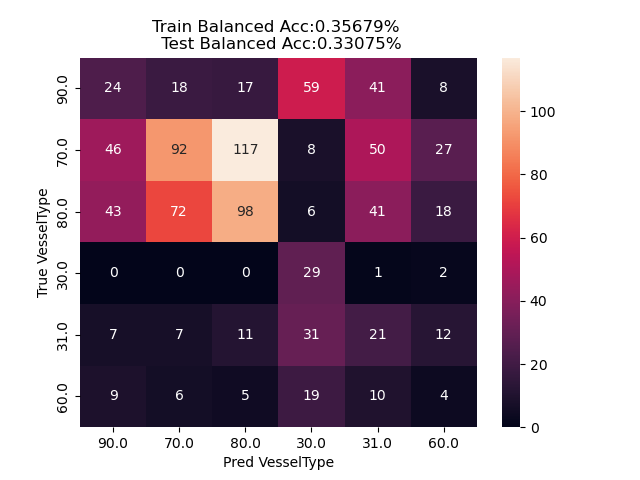 Train Balanced Acc:0.35679%
Test Balanced Acc:0.33075%
True VesselType
90.0 24 18 17 59 41 8
70.0 46 92 117 8 50 27
80.0 43 72 98 6 41 18
30.0 0 0 0 29 1 2
31.0 7 7 11 31 21 12
60.0 9 6 5 19 10 4
90.0 70.0 80.0 30.0 31.0 60.0
Pred VesselType
100
80
60
40
20
0